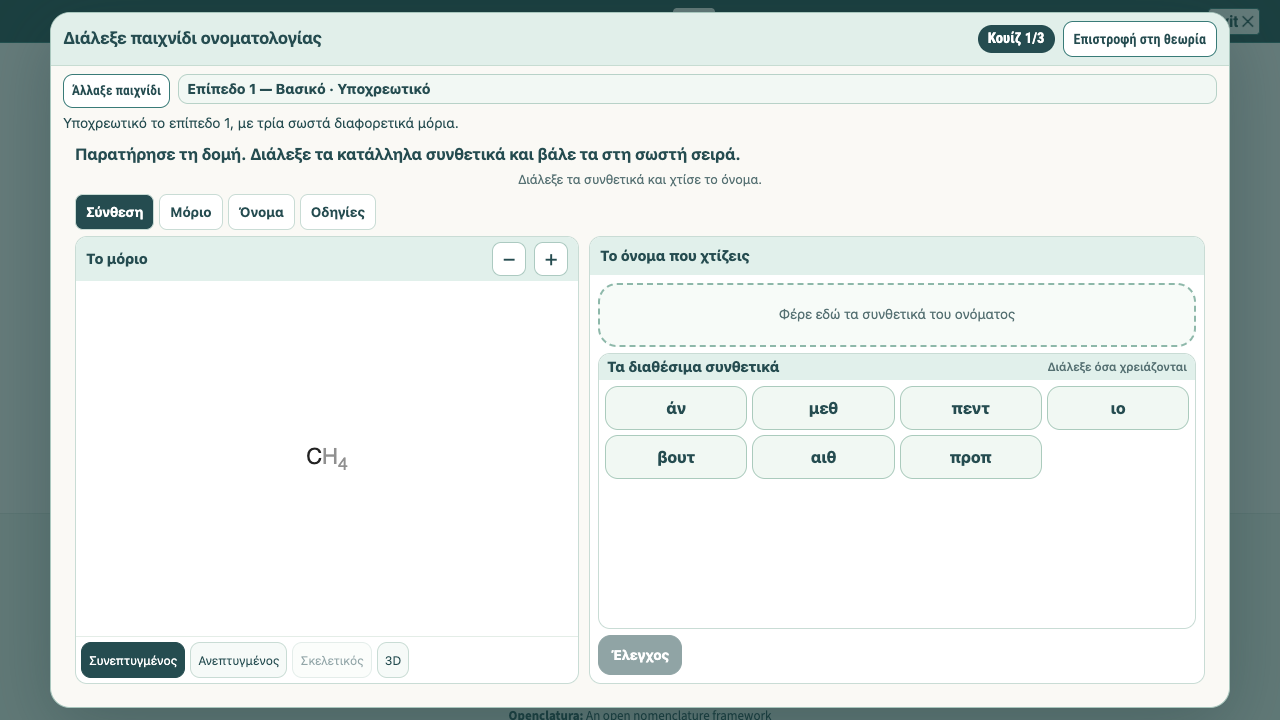 Διάλεξε παιχνίδι ονοματολογίας
Κουίζ 1/3
Επιστροφή στη θεωρία
it ×
Άλλαξε παιχνίδι
Επίπεδο 1 — Βασικό · Υποχρεωτικό
Υποχρεωτικό το επίπεδο 1, με τρία σωστά διαφορετικά μόρια.
Παρατήρησε τη δομή. Διάλεξε τα κατάλληλα συνθετικά και βάλε τα στη σωστή σειρά.
Διάλεξε τα συνθετικά και χτίσε το όνομα.
Σύνθεση
Μόριο
Όνομα
Οδηγίες
Το μόριο
− +
CH₄
Συνεπτυγμένος
Ανεπτυγμένος
Σκελετικός
3D
Το όνομα που χτίζεις
Φέρε εδώ τα συνθετικά του ονόματος
Τα διαθέσιμα συνθετικά
Διάλεξε όσα χρειάζονται
άν μεθ πεντ ιο
βουτ αιθ προπ
Έλεγχος
Openclatura: An open nomenclature framework